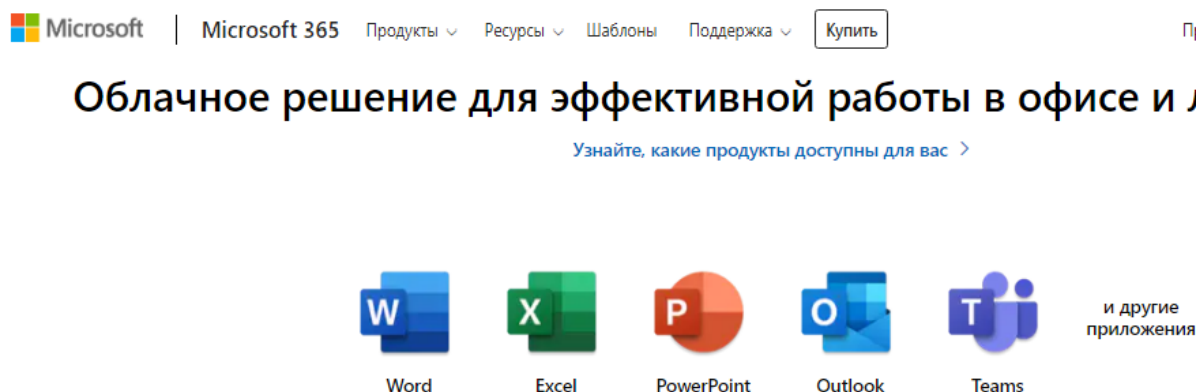 Microsoft | Microsoft 365 Продукты Ресурсы Шаблоны Поддержка Купить
Облачное решение для эффективной работы в офисе и
Узнайте, какие продукты доступны для вас
W X P O T
и другие
приложения
Word Excel PowerPoint Outlook Teams